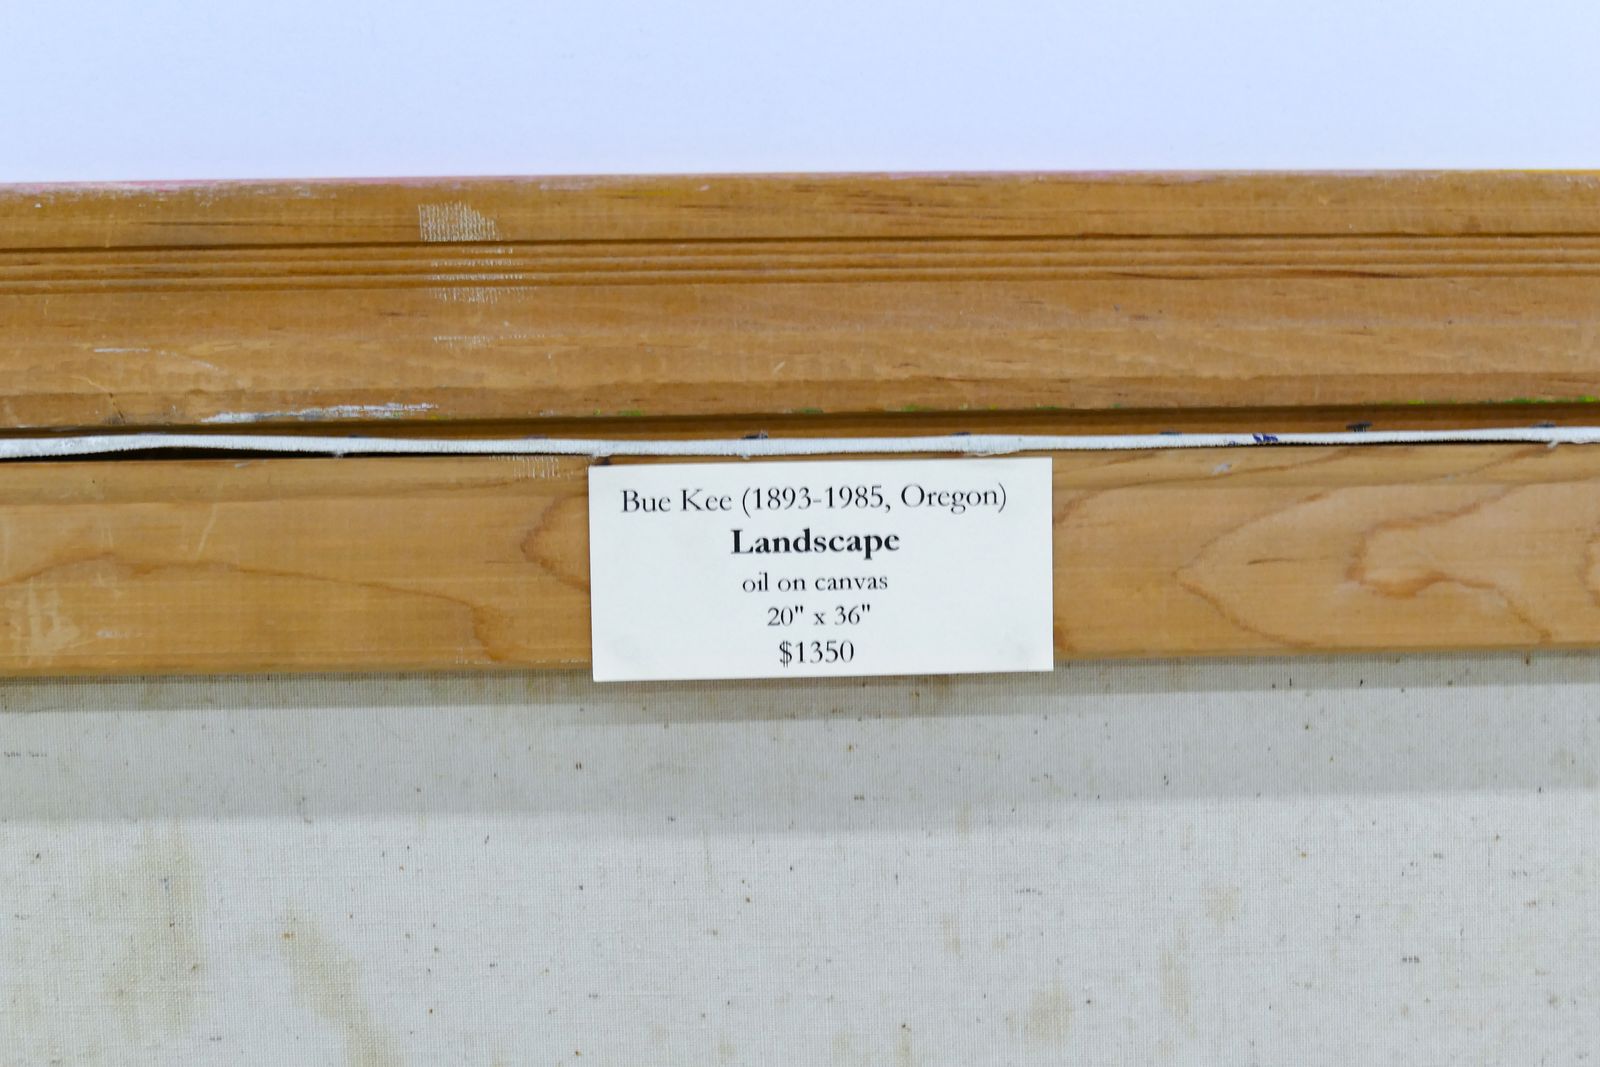 Bue Kee (1893-1985, Oregon)
Landscape
oil on canvas
20" x 36"
$1350